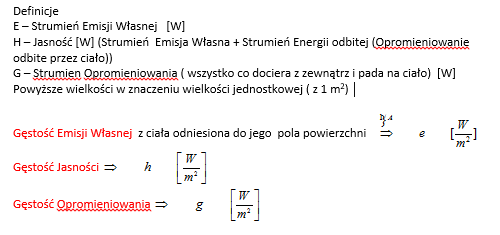 Definicje
E – Strumień Emisji Własnej [W]
H – Jasność [W] (Strumień Emisja Własna + Strumień Energii odbitej (Opromieniowanie
odbite przez ciało))
G – Strumien Opromieniowania ( wszystko co dociera z zewnątrz i pada na ciało) [W]
Powyższe wielkości w znaczeniu wielkości jednostkowej ( z 1 m²)
Gęstość Emisji Własnej z ciała odniesiona do jego pola powierzchni ⇒ e [W/m²]
Gęstość Jasności ⇒ h [W/m²]
Gęstość Opromieniowania ⇒ g [W/m²]